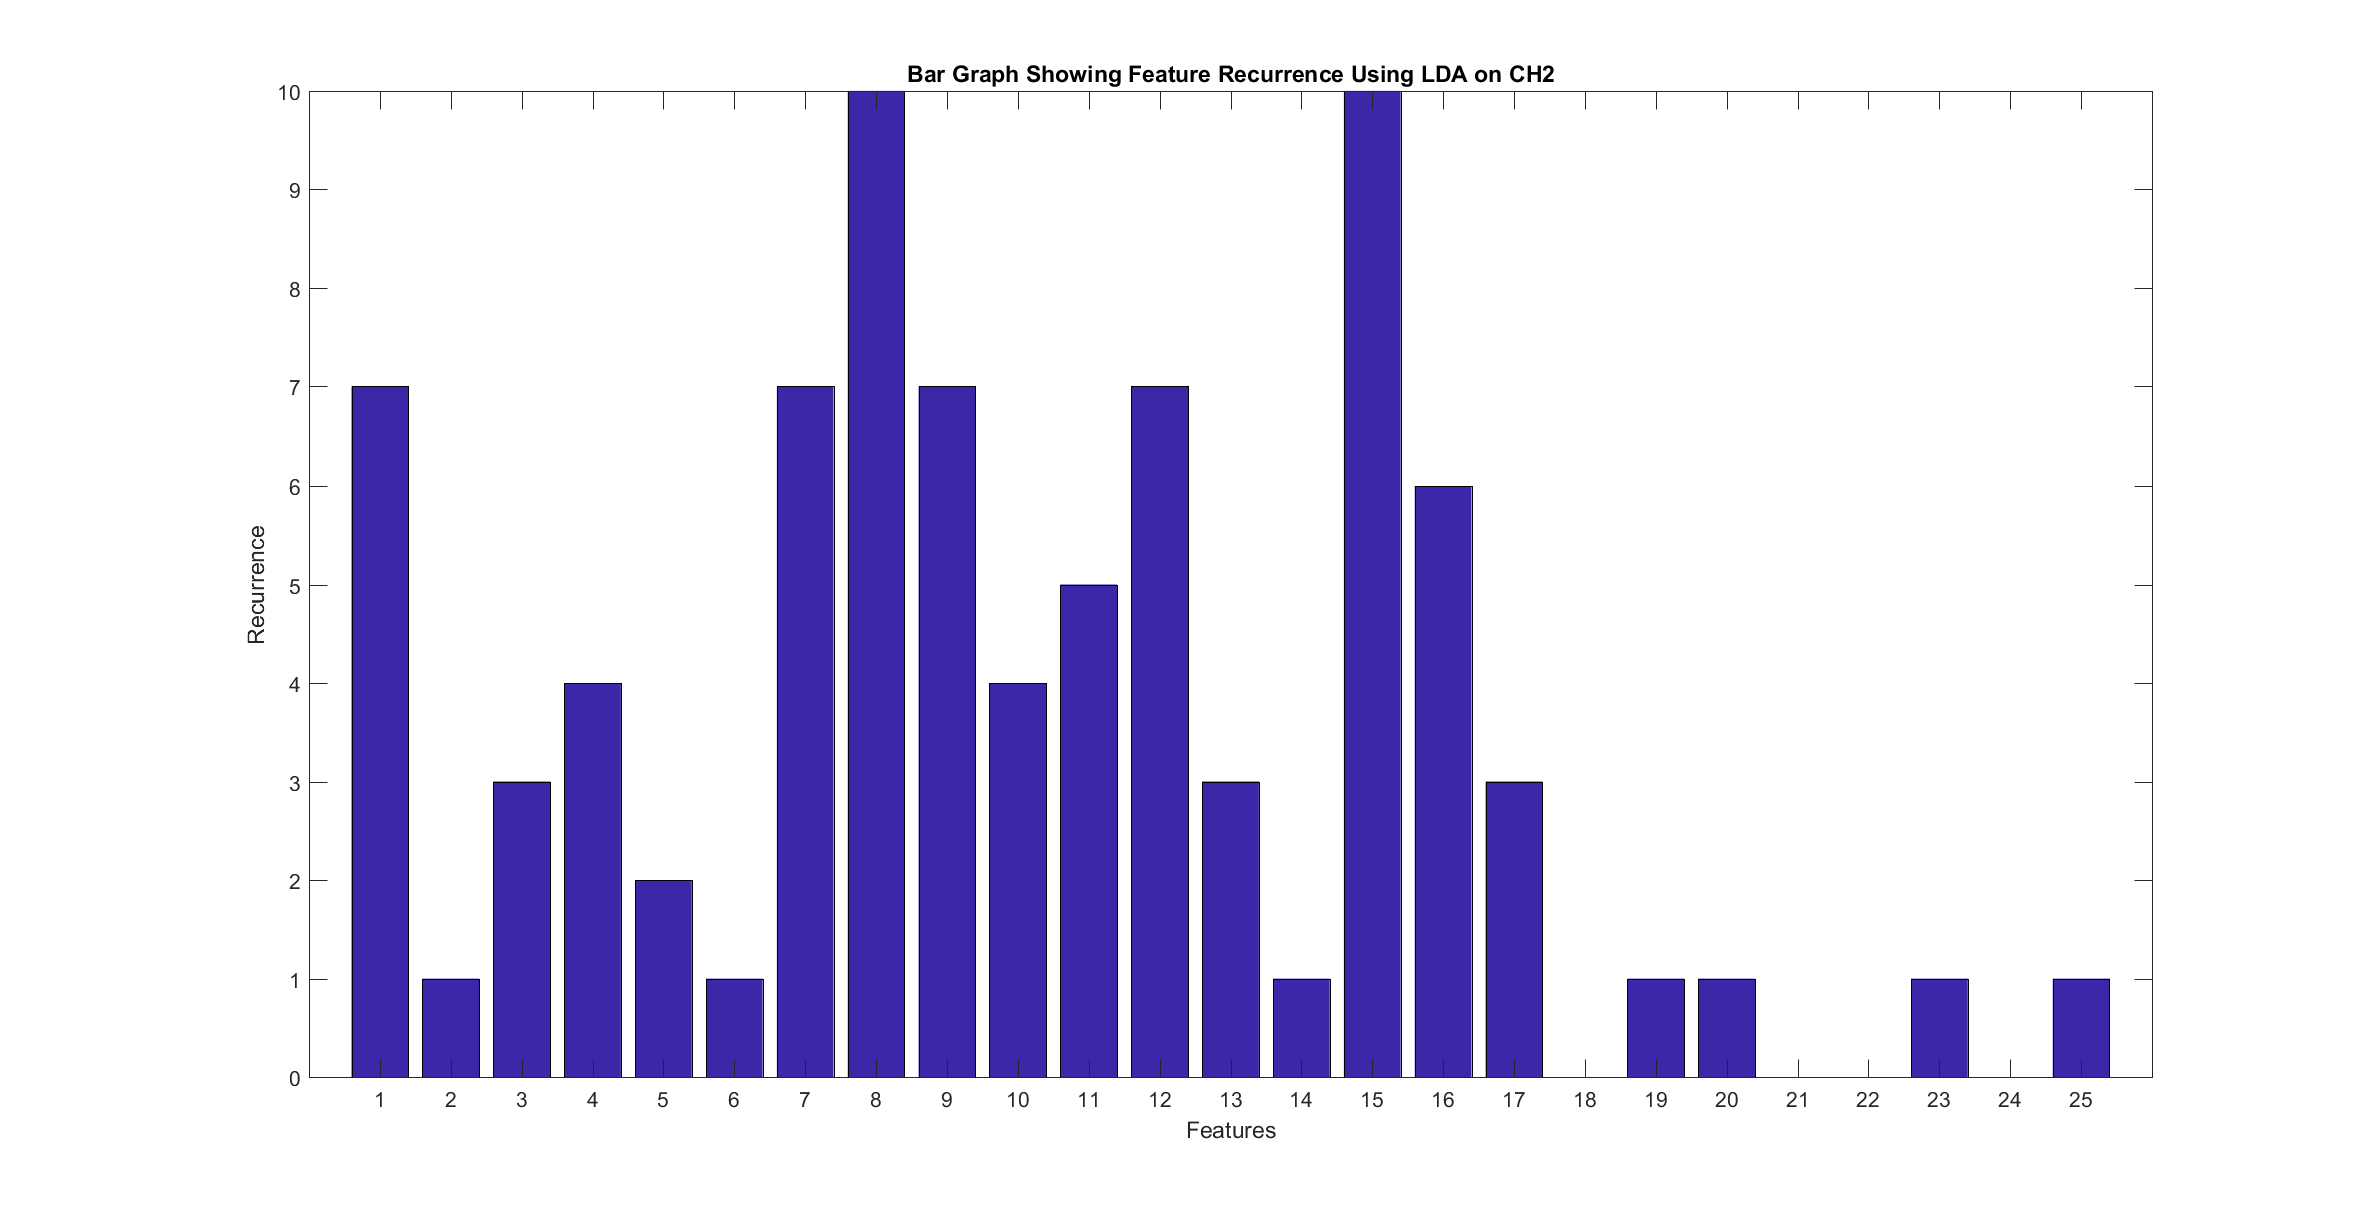 Bar Graph Showing Feature Recurrence Using LDA on CH2
10
9
8
7
6
5
4
3
2
1
0
Recurrence
1 2 3 4 5 6 7 8 9 10 11 12 13 14 15 16 17 18 19 20 21 22 23 24 25
Features